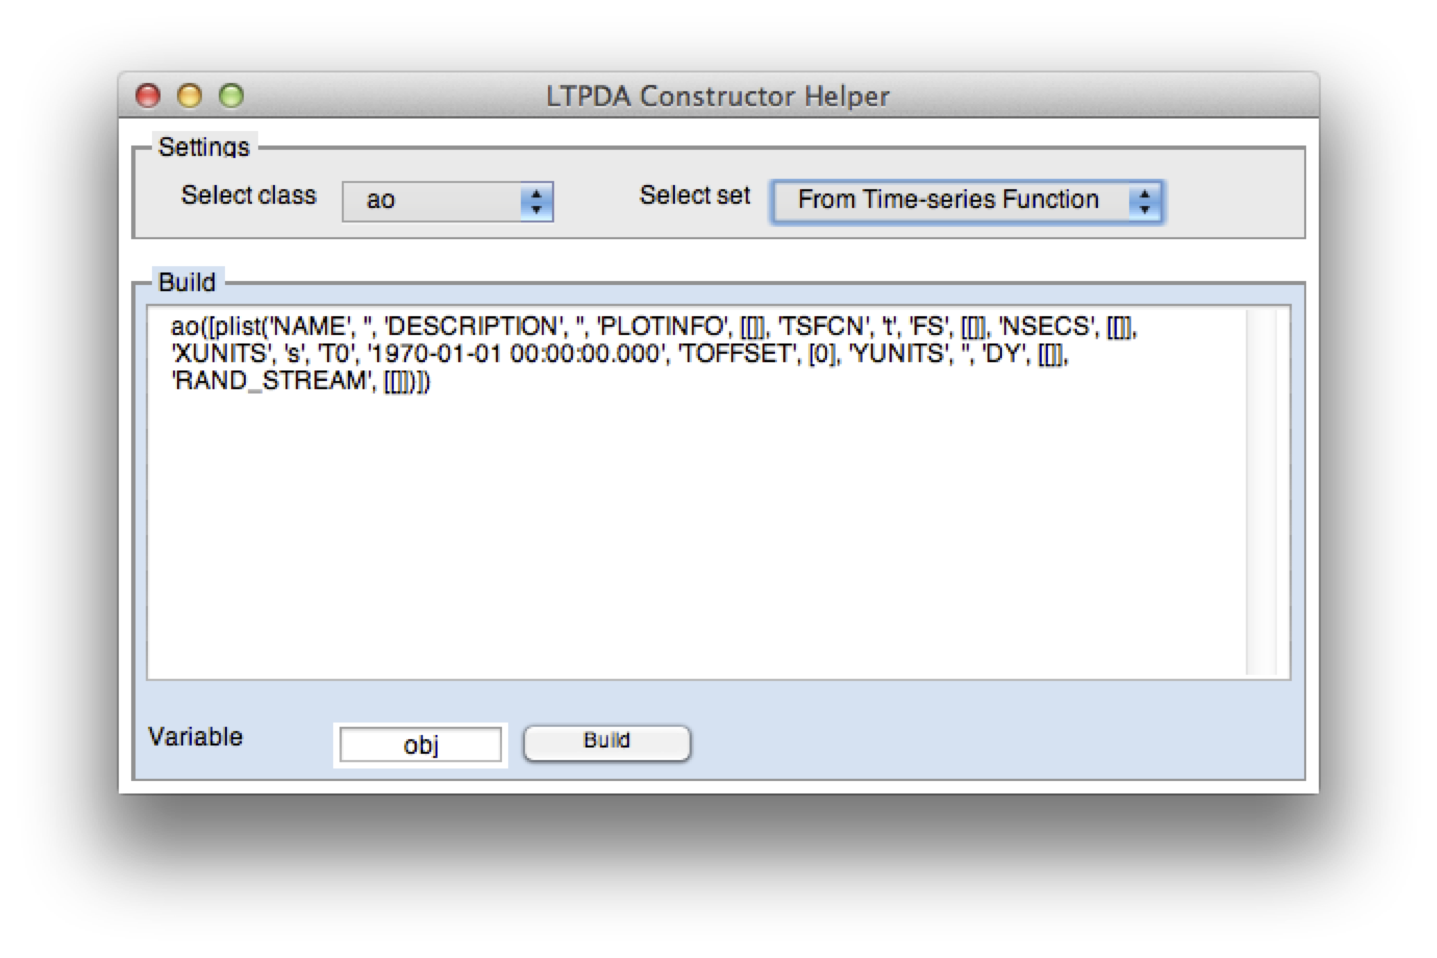 LTPDA Constructor Helper
Settings
Select class ao Select set From Time-series Function
Build
ao([plist('NAME', '', 'DESCRIPTION', '', 'PLOTINFO', [[]], 'TSFCN', 't', 'FS', [[]], 'NSECS', [[]],
'XUNITS', 's', 'T0', '1970-01-01 00:00:00.000', 'TOFFSET', [0], 'YUNITS', '', 'DY', [[]],
'RAND_STREAM', [[]])])
Variable obj Build